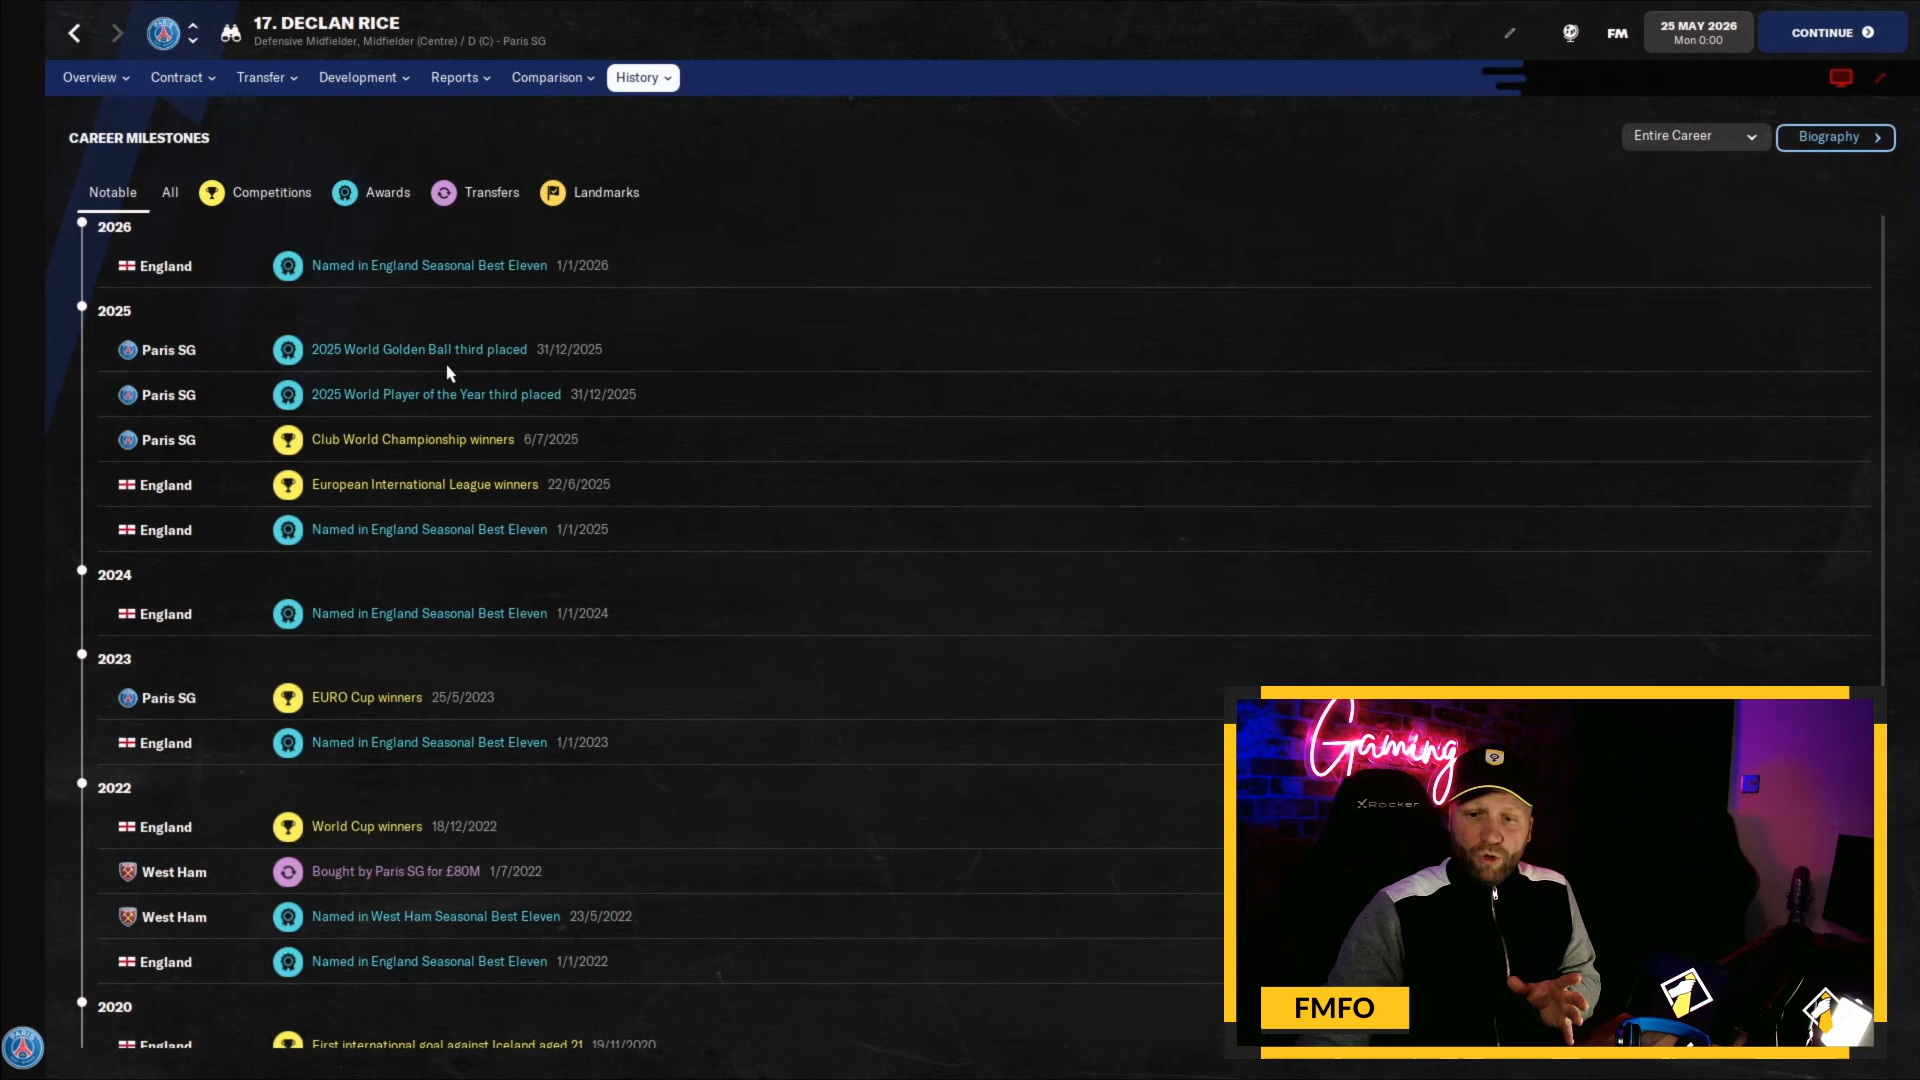 17. DECLAN RICE
Defensive Midfielder, Midfielder (Centre) / D (C) - Paris SG
FM
25 MAY 2026
Mon 0:00
CONTINUE
Overview
Contract
Transfer
Development
Reports
Comparison
History
CAREER MILESTONES
Entire Career
Biography
Notable
All
Competitions
Awards
Transfers
Landmarks
2026
England Named in England Seasonal Best Eleven 1/1/2026
2025
Paris SG 2025 World Golden Ball third placed 31/12/2025
Paris SG 2025 World Player of the Year third placed 31/12/2025
Paris SG Club World Championship winners 6/7/2025
England European International League winners 22/6/2025
England Named in England Seasonal Best Eleven 1/1/2025
2024
England Named in England Seasonal Best Eleven 1/1/2024
2023
Paris SG EURO Cup winners 25/5/2023
England Named in England Seasonal Best Eleven 1/1/2023
2022
England World Cup winners 18/12/2022
West Ham Bought by Paris SG for £80M 1/7/2022
West Ham Named in West Ham Seasonal Best Eleven 23/5/2022
England Named in England Seasonal Best Eleven 1/1/2022
2020
England First international goal against Iceland aged 21 19/11/2020
Gaming
XRocker
FMFO
PARIS